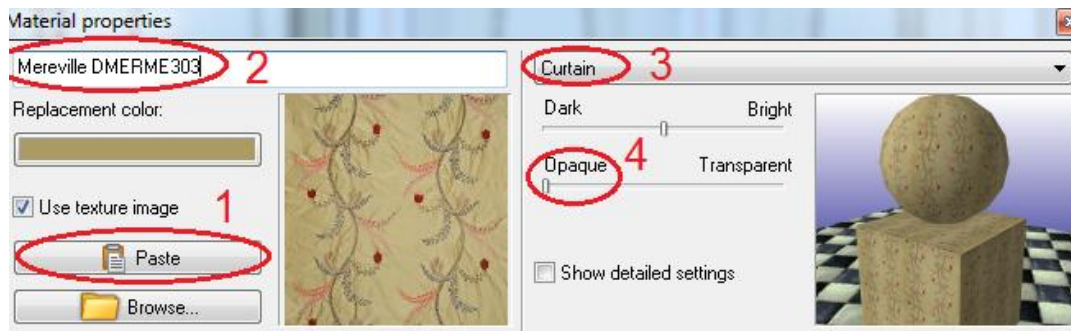 Material properties
Mereville DMERME303
2
Curtain
3
Replacement color:
Dark
Bright
Opaque
4
Transparent
Use texture image
1
Paste
Show detailed settings
Browse...